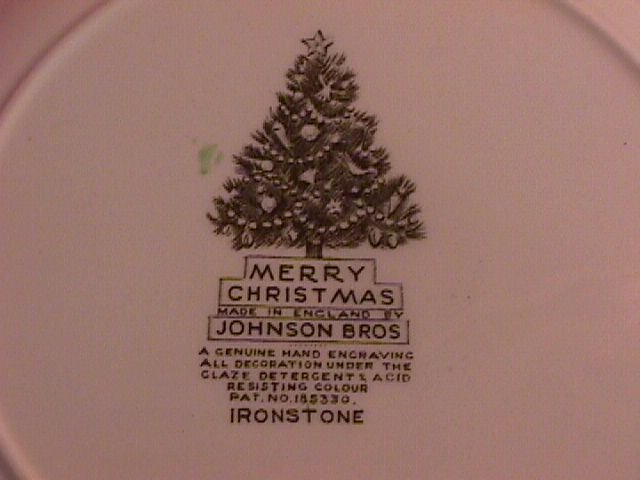 MERRY
CHRISTMAS
MADE IN ENGLAND BY
JOHNSON BROS
A GENUINE HAND ENGRAVING
ALL DECORATION UNDER THE
GLAZE DETERGENT & ACID
RESISTING COLOUR
PAT. NO. 185330.
IRONSTONE